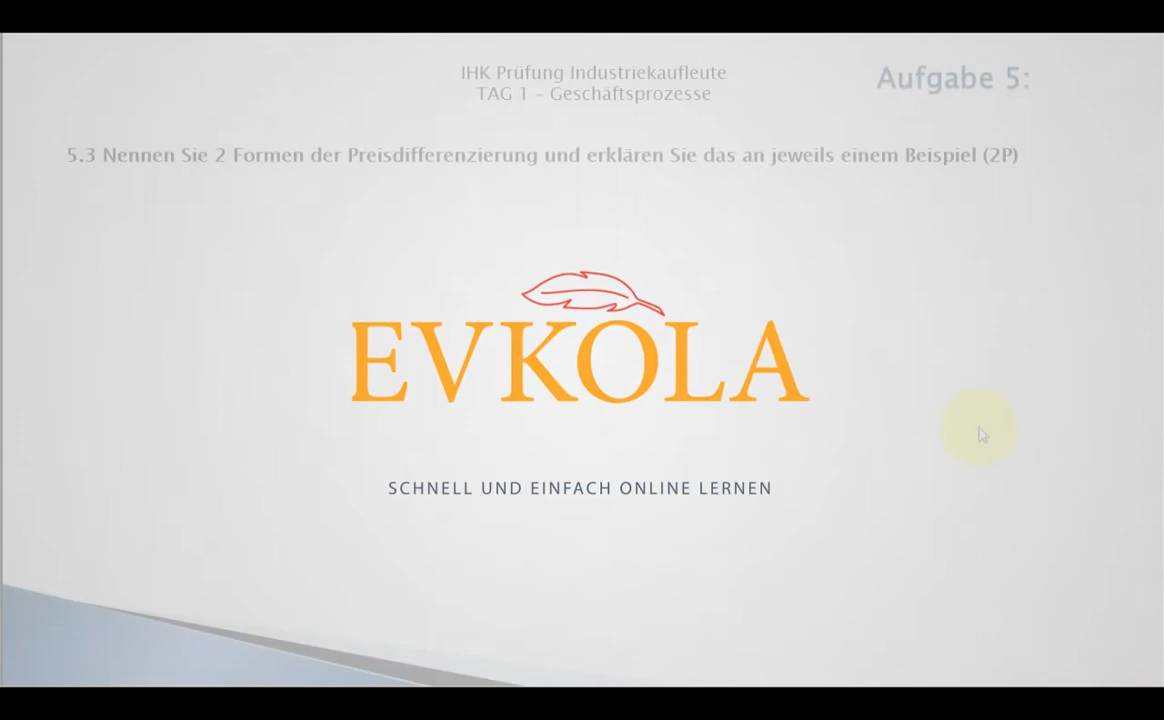 IHK Prüfung Industriekaufleute
TAG 1 – Geschäftsprozesse
Aufgabe 5:
5.3 Nennen Sie 2 Formen der Preisdifferenzierung und erklären Sie das an jeweils einem Beispiel (2P)
EVKOLA
SCHNELL UND EINFACH ONLINE LERNEN